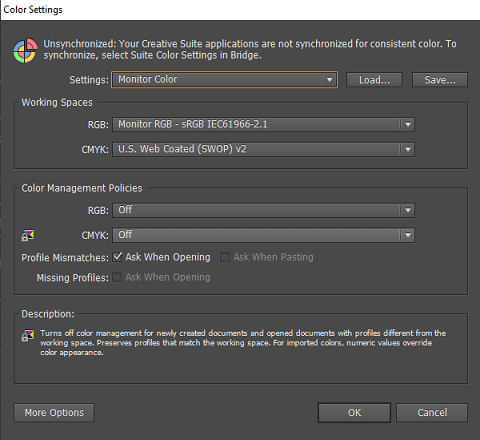 Color Settings
Unsynchronized: Your Creative Suite applications are not synchronized for consistent color. To
synchronize, select Suite Color Settings in Bridge.
Settings: Monitor Color Load... Save...
Working Spaces
RGB: Monitor RGB - sRGB IEC61966-2.1
CMYK: U.S. Web Coated (SWOP) v2
Color Management Policies
RGB: Off
CMYK: Off
Profile Mismatches: Ask When Opening Ask When Pasting
Missing Profiles: Ask When Opening
Description:
Turns off color management for newly created documents and opened documents with profiles different from the
working space. Preserves profiles that match the working space. For imported colors, numeric values override
color appearance.
More Options OK Cancel